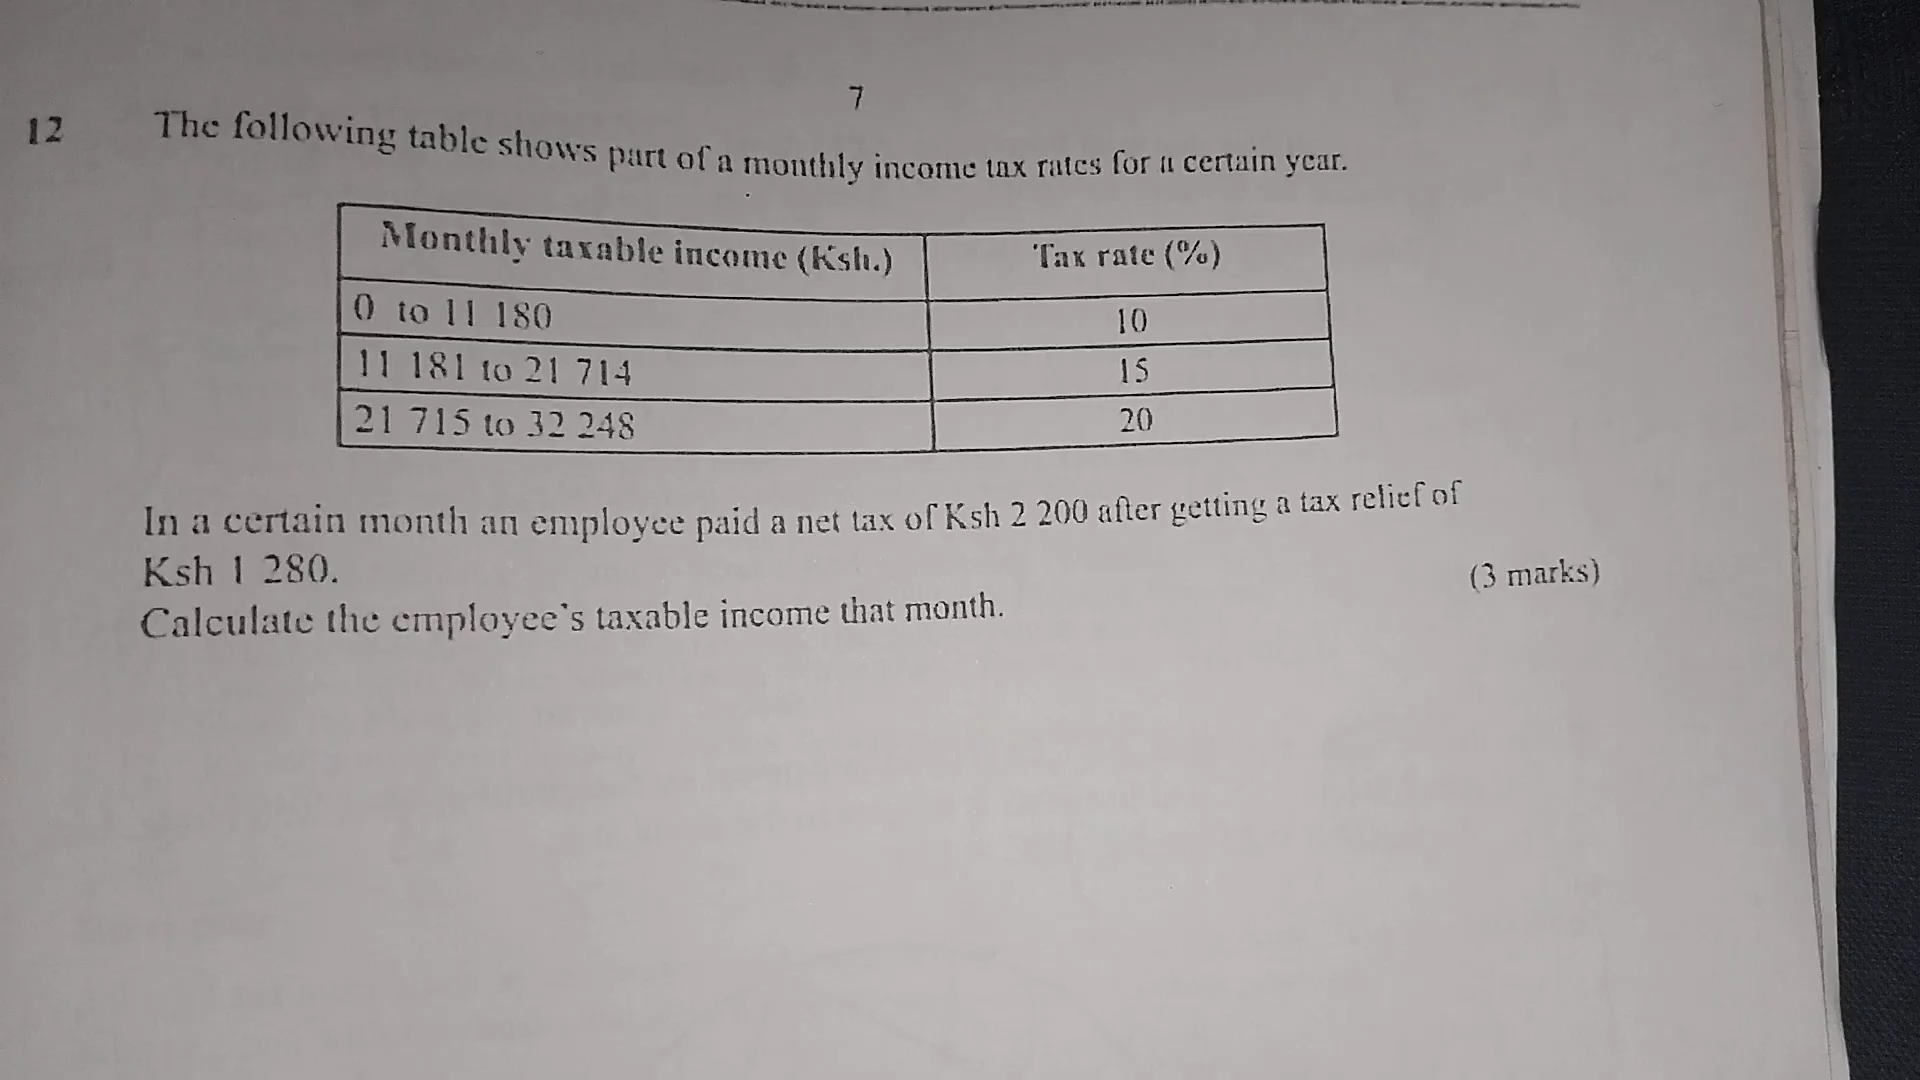 7
12 The following table shows part of a monthly income tax rates for a certain year.
Monthly taxable income (Ksh.) Tax rate (%)
0 to 11 180 10
11 181 to 21 714 15
21 715 to 32 248 20
In a certain month an employee paid a net tax of Ksh 2 200 after getting a tax relief of
Ksh 1 280.
(3 marks)
Calculate the employee's taxable income that month.